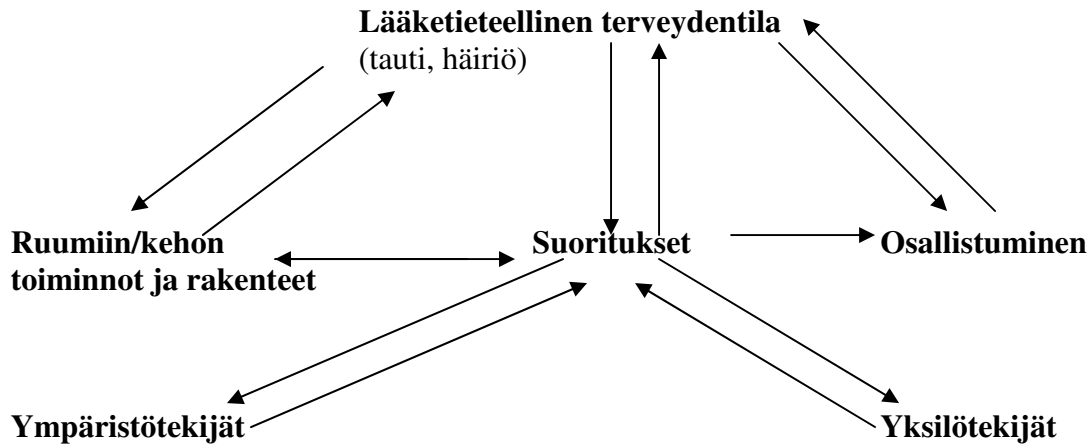 Lääketieteellinen terveydentila
(tauti, häiriö)
Ruumiin/kehon
toiminnot ja rakenteet
Suoritukset
Osallistuminen
Ympäristötekijät
Yksilötekijät